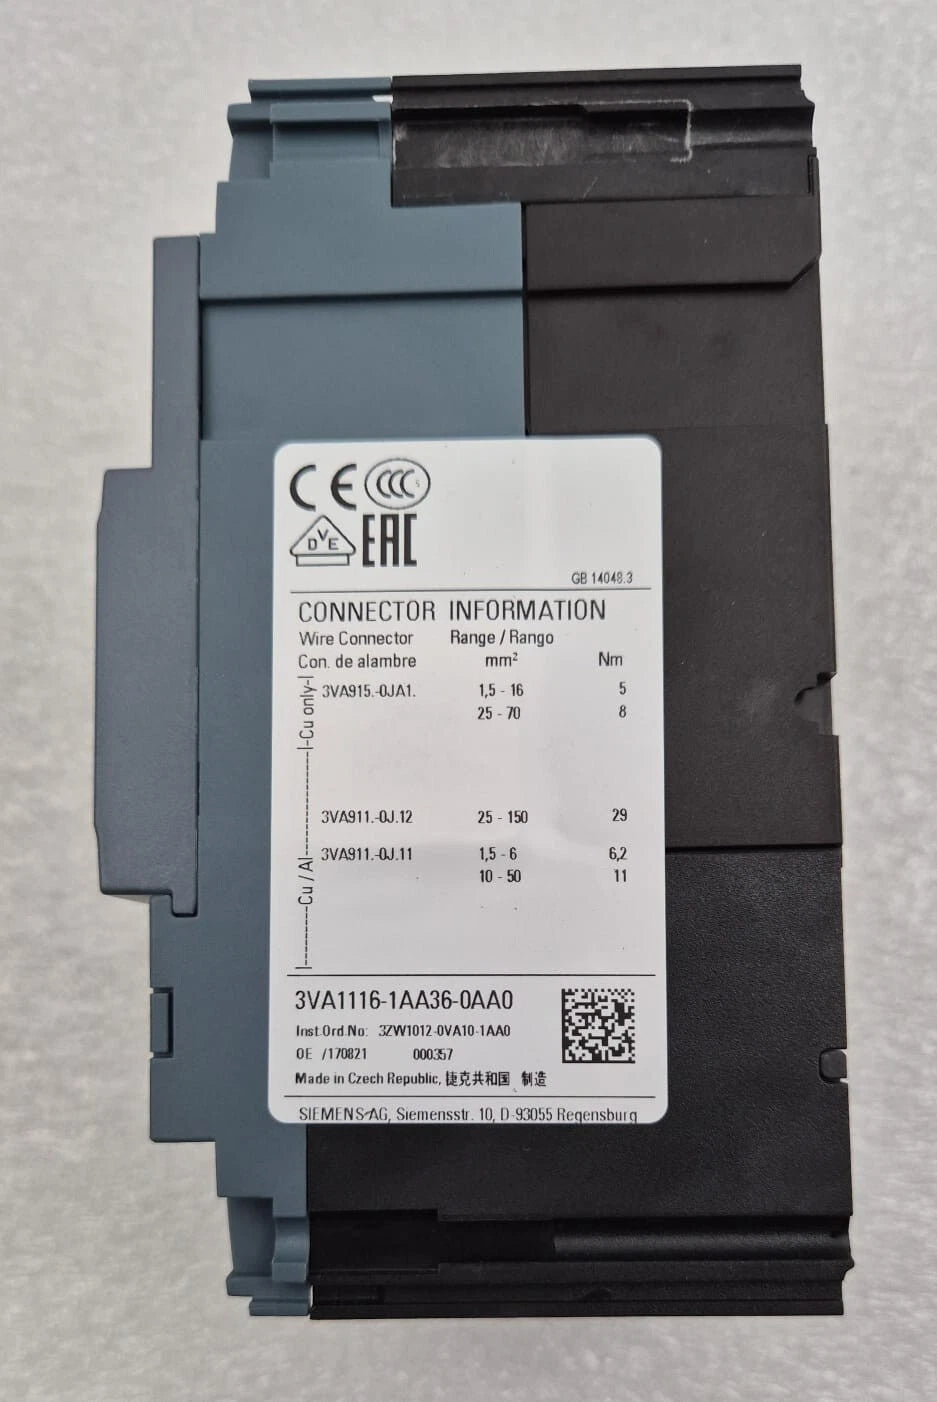 CE CCC S
DVE EAC
GB 14048.3
CONNECTOR INFORMATION
Wire Connector Range / Rango
Con. de alambre mm² Nm
Cu only
3VA915.-0JA1. 1,5 - 16 5
25 - 70 8
3VA911.-0J.12 25 - 150 29
Cu / Al
3VA911.-0J.11 1,5 - 6 6,2
10 - 50 11
3VA1116-1AA36-0AA0
Inst.Ord.No: 3ZW1012-0VA10-1AA0
OE /170821 000357
Made in Czech Republic, 捷克共和国 制造
SIEMENS AG, Siemensstr. 10, D-93055 Regensburg